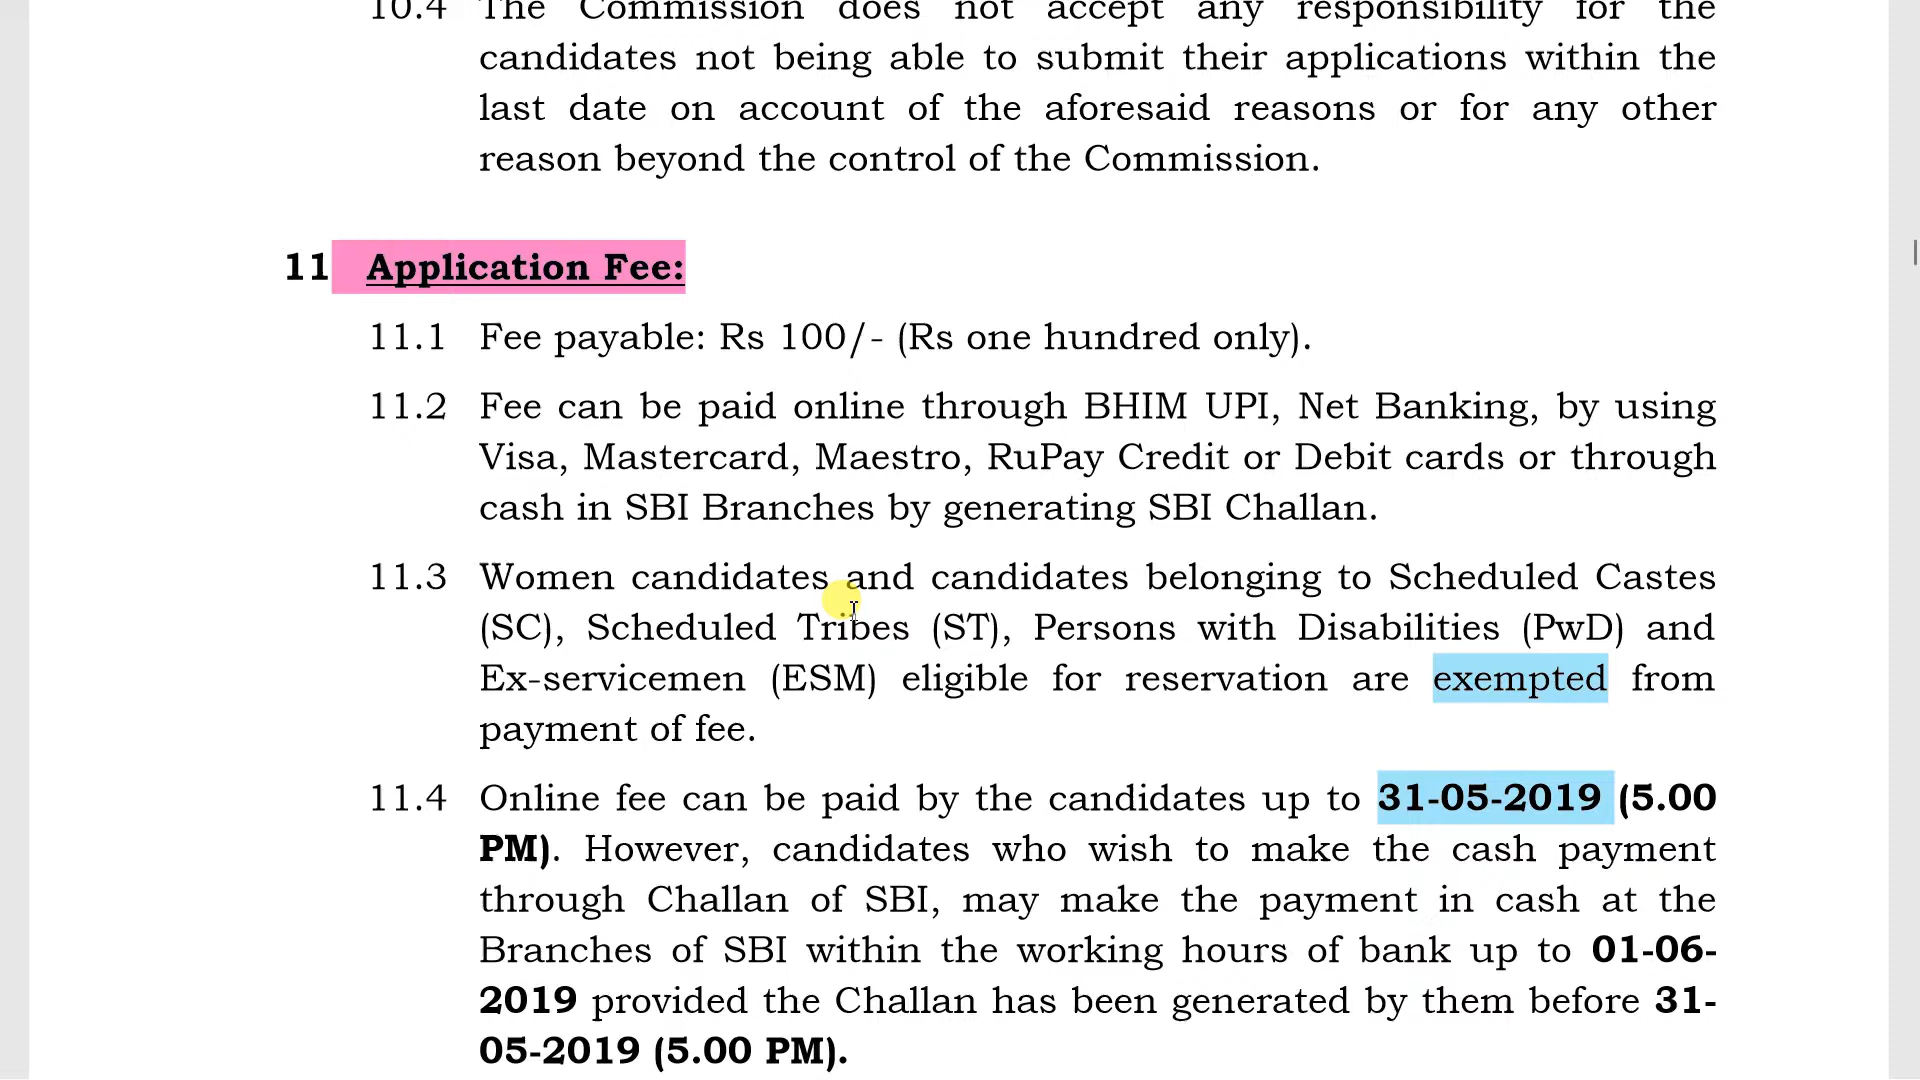 10.4 The Commission does not accept any responsibility for the
candidates not being able to submit their applications within the
last date on account of the aforesaid reasons or for any other
reason beyond the control of the Commission.
11 Application Fee:
11.1 Fee payable: Rs 100/- (Rs one hundred only).
11.2 Fee can be paid online through BHIM UPI, Net Banking, by using
Visa, Mastercard, Maestro, RuPay Credit or Debit cards or through
cash in SBI Branches by generating SBI Challan.
11.3 Women candidates and candidates belonging to Scheduled Castes
(SC), Scheduled Tribes (ST), Persons with Disabilities (PwD) and
Ex-servicemen (ESM) eligible for reservation are exempted from
payment of fee.
11.4 Online fee can be paid by the candidates up to 31-05-2019 (5.00
PM). However, candidates who wish to make the cash payment
through Challan of SBI, may make the payment in cash at the
Branches of SBI within the working hours of bank up to 01-06-
2019 provided the Challan has been generated by them before 31-
05-2019 (5.00 PM).